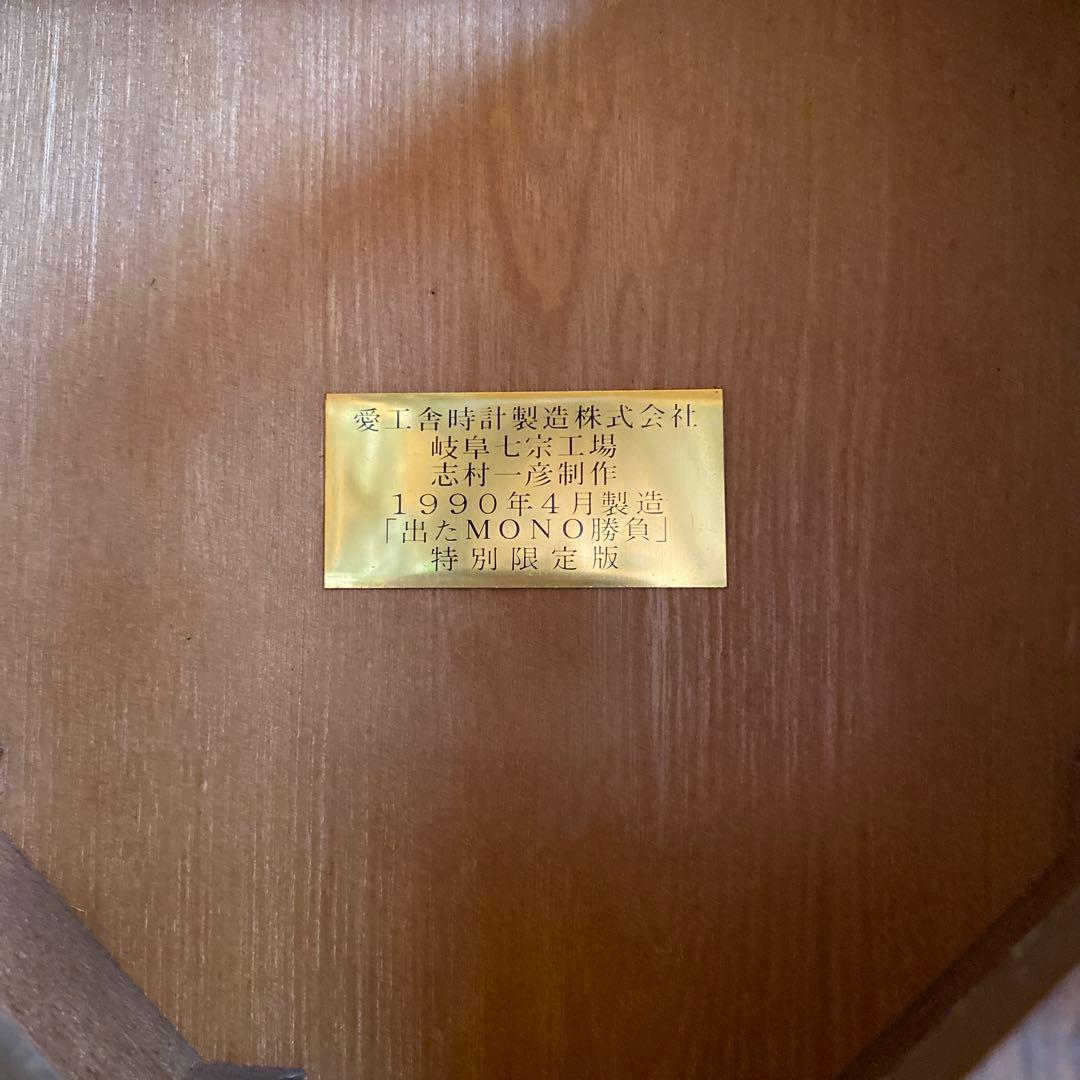 愛工舎時計製造株式会社
岐阜七宗工場
志村一彦制作
1990年4月製造
「出たMONO勝負」
特別限定版